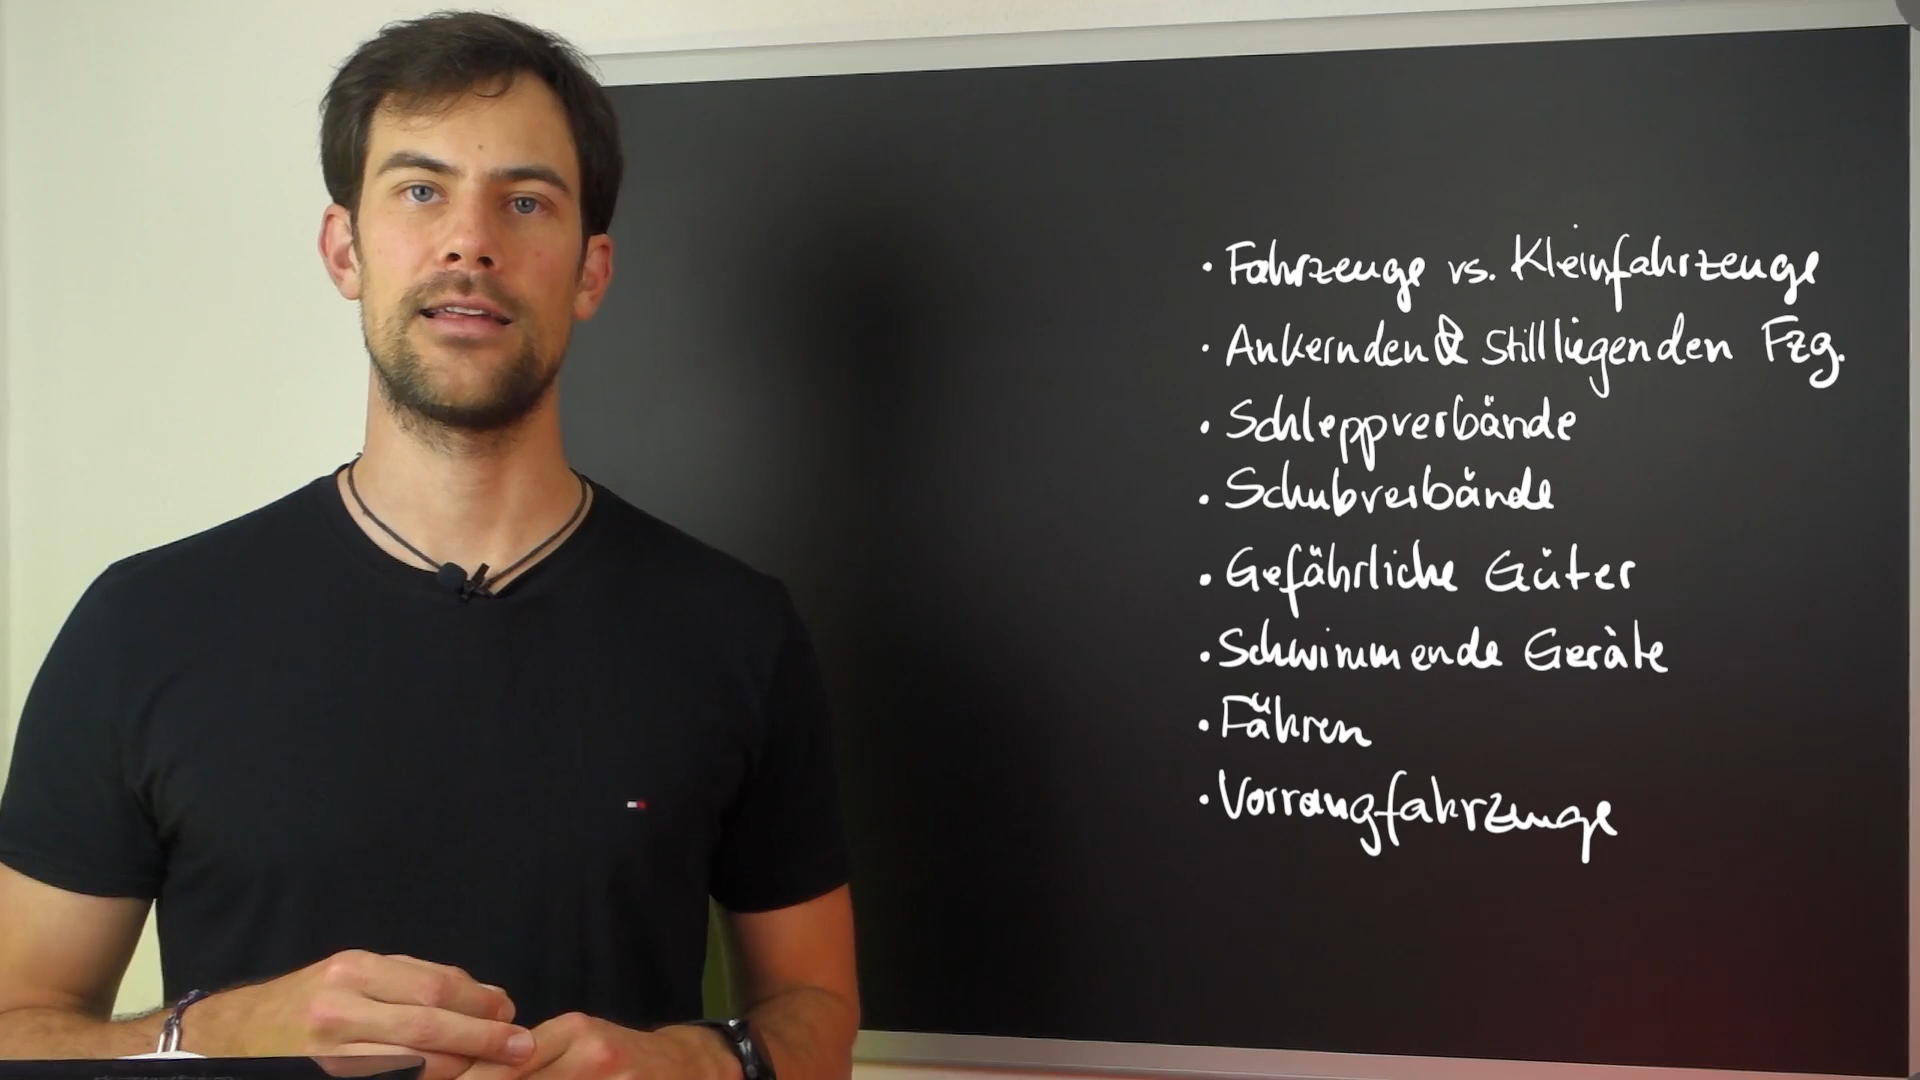 • Fahrzeuge vs. Kleinfahrzeuge
• Ankernden & Stillliegenden Fzg.
• Schleppverbände
• Schubverbände
• Gefährliche Güter
• Schwimmende Geräte
• Fähren
• Vorrangfahrzeuge